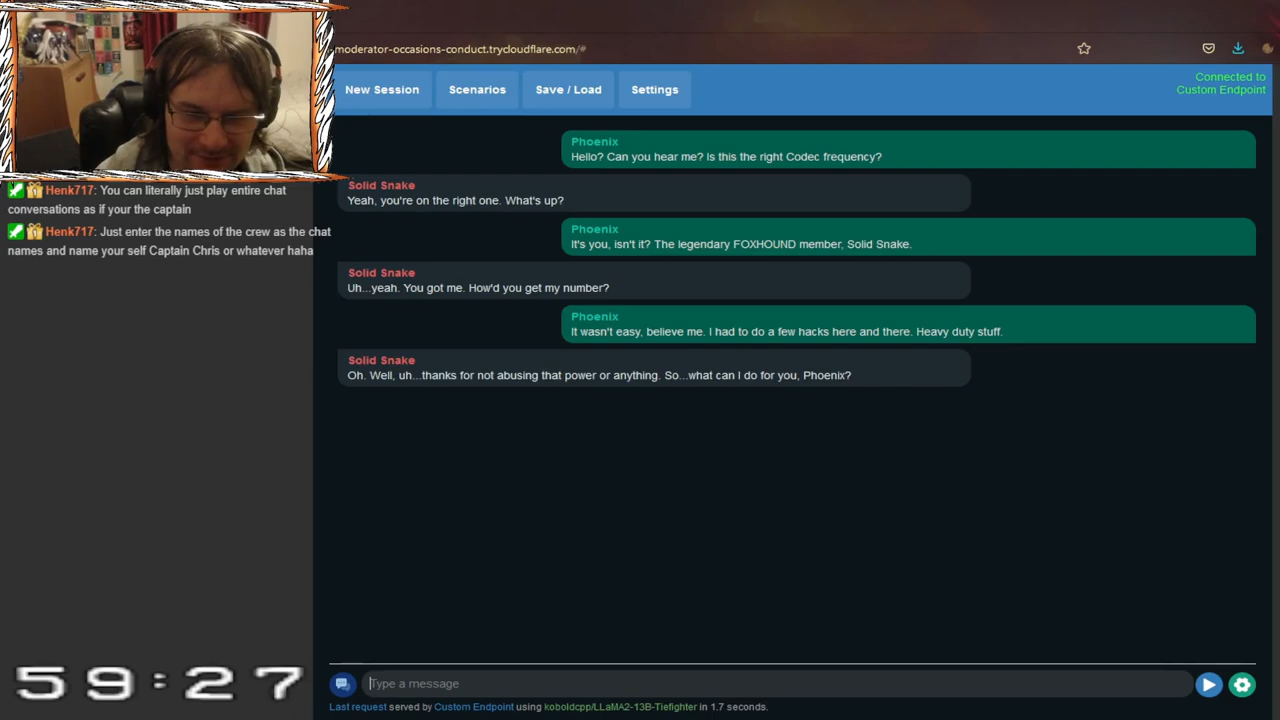 moderator-occasions-conduct.trycloudflare.com/#
New Session
Scenarios
Save / Load
Settings
Connected to
Custom Endpoint
Phoenix
Hello? Can you hear me? Is this the right Codec frequency?
Solid Snake
Yeah, you're on the right one. What's up?
Phoenix
It's you, isn't it? The legendary FOXHOUND member, Solid Snake.
Solid Snake
Uh...yeah. You got me. How'd you get my number?
Phoenix
It wasn't easy, believe me. I had to do a few hacks here and there. Heavy duty stuff.
Solid Snake
Oh. Well, uh...thanks for not abusing that power or anything. So...what can I do for you, Phoenix?
Henk717: You can literally just play entire chat
conversations as if your the captain
Henk717: Just enter the names of the crew as the chat
names and name your self Captain Chris or whatever haha
59:27
Type a message
Last request served by Custom Endpoint using koboldcpp/LLaMA2-13B-Tiefighter in 1.7 seconds.